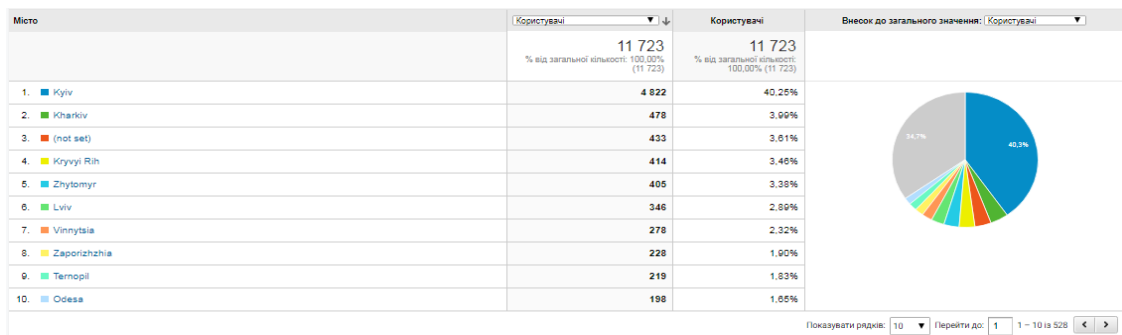 Місто Користувачі Користувачі Внесок до загального значення: Користувачі
11 723 11 723
% від загальної кількості: 100,00% (11 723) % від загальної кількості: 100,00% (11 723)
1. Kyiv 4 822 40,25%
2. Kharkiv 478 3,99%
3. (not set) 433 3,61%
4. Kryvyi Rih 414 3,46%
5. Zhytomyr 405 3,38%
6. Lviv 346 2,89%
7. Vinnytsia 278 2,32%
8. Zaporizhzhia 228 1,90%
9. Ternopil 219 1,83%
10. Odesa 198 1,65%
34,7%
40,3%
Показувати рядків: 10 Перейти до: 1 1 – 10 із 528